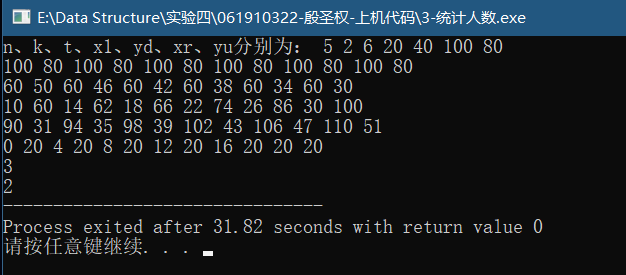 E:\Data Structure\实验四\061910322-殷圣权-上机代码\3-统计人数.exe
n、k、t、xl、yd、xr、yu分别为： 5 2 6 20 40 100 80
100 80 100 80 100 80 100 80 100 80 100 80
60 50 60 46 60 42 60 38 60 34 60 30
10 60 14 62 18 66 22 74 26 86 30 100
90 31 94 35 98 39 102 43 106 47 110 51
0 20 4 20 8 20 12 20 16 20 20 20
3
2
--------------------------------
Process exited after 31.82 seconds with return value 0
请按任意键继续. . .